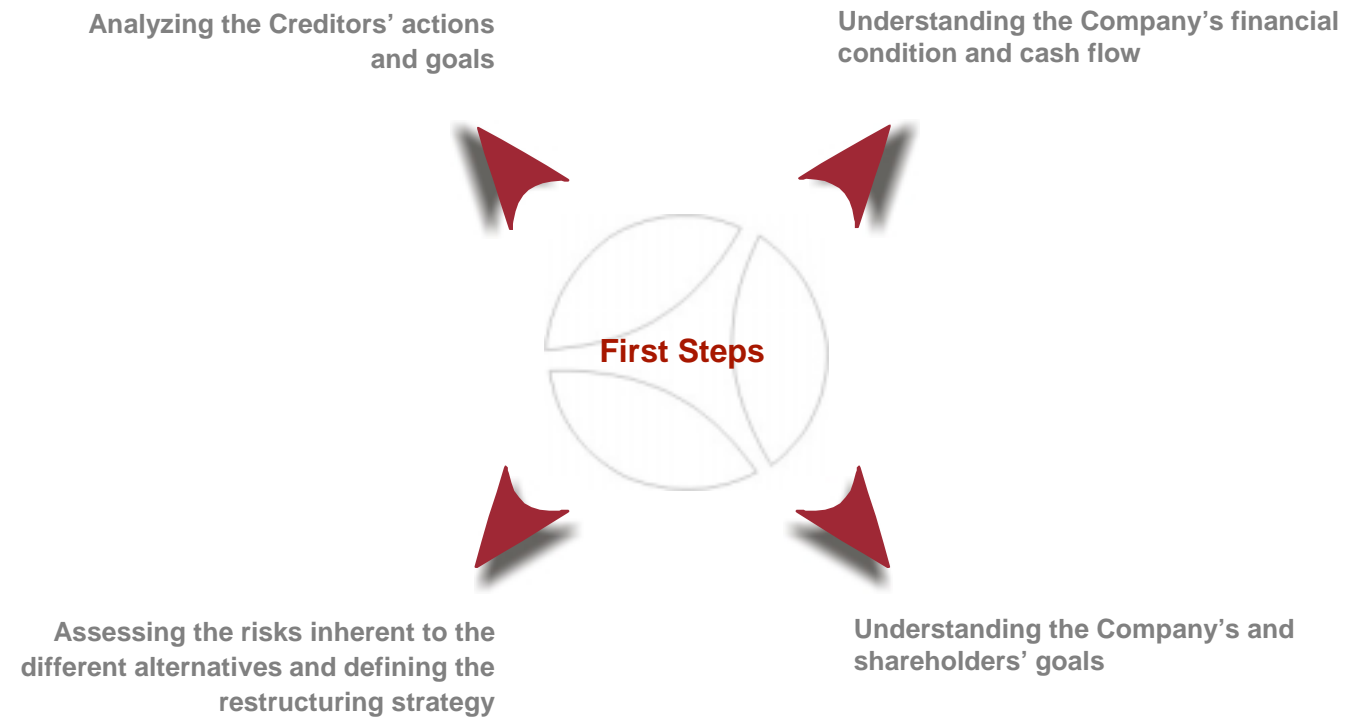 Analyzing the Creditors’ actions
and goals
Understanding the Company’s financial
condition and cash flow
First Steps
Assessing the risks inherent to the
different alternatives and defining the
restructuring strategy
Understanding the Company’s and
shareholders’ goals